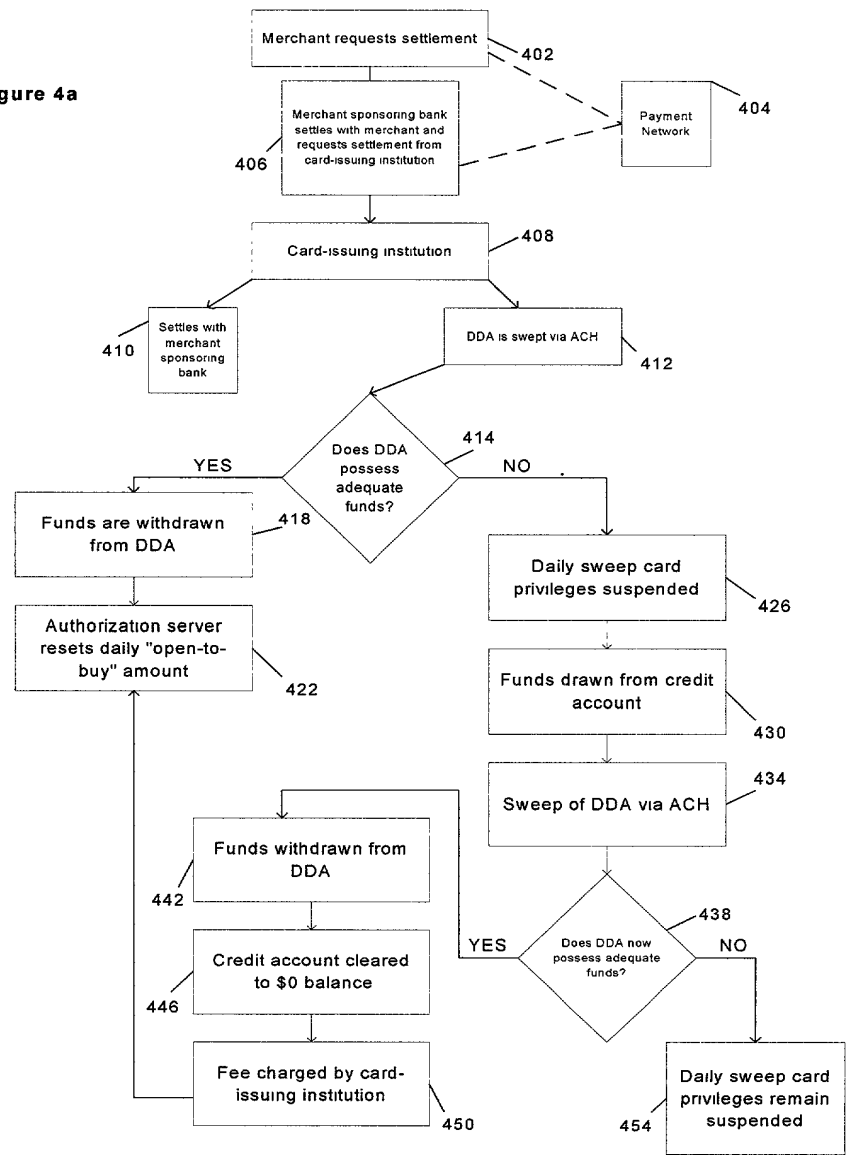 Merchant requests settlement
402
gure 4a
404
Payment
Network
Merchant sponsoring bank
settles with merchant and
requests settlement from
card-issuing institution
406
408
Card-issuing institution
Settles with
merchant
sponsoring
bank
410
DDA is swept via ACH
412
414
Does DDA
possess
adequate
funds?
YES
NO
Funds are withdrawn
from DDA
418
Daily sweep card
privileges suspended
426
Authorization server
resets daily "open-to-
buy" amount
422
Funds drawn from credit
account
430
434
Sweep of DDA via ACH
Funds withdrawn from
DDA
442
438
Does DDA now
possess adequate
funds?
YES
NO
Credit account cleared
to $0 balance
446
Fee charged by card-
issuing institution
450
Daily sweep card
privileges remain
suspended
454